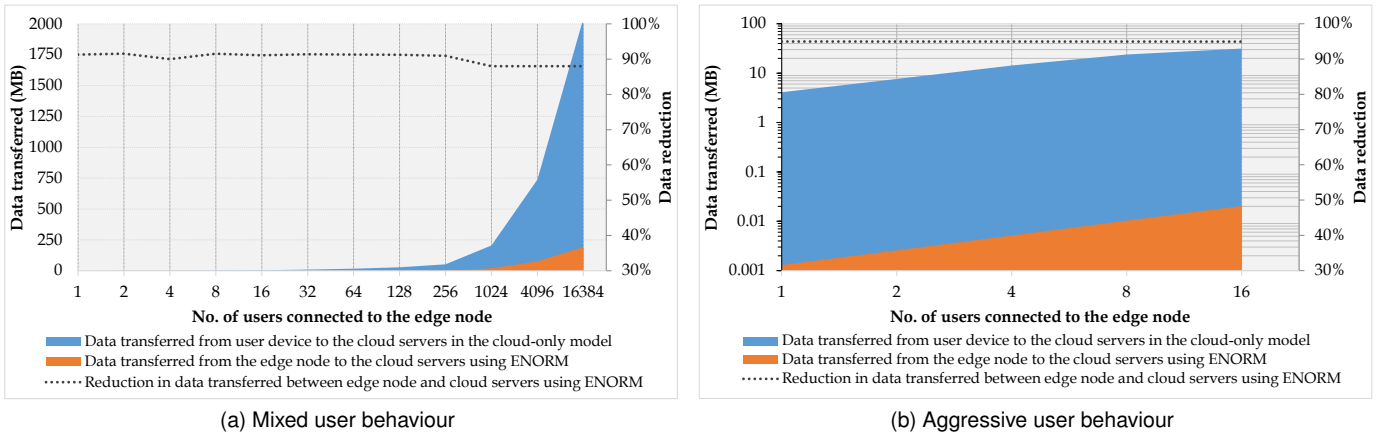 2000
1750
1500
1250
1000
750
500
250
0
Data transferred (MB)
100%
90%
80%
70%
60%
50%
40%
30%
Data reduction
1 2 4 8 16 32 64 128 256 1024 4096 16384
No. of users connected to the edge node
Data transferred from user device to the cloud servers in the cloud-only model
Data transferred from the edge node to the cloud servers using ENORM
Reduction in data transferred between edge node and cloud servers using ENORM
(a) Mixed user behaviour
100
10
1
0.1
0.01
0.001
Data transferred (MB)
100%
90%
80%
70%
60%
50%
40%
30%
Data reduction
1 2 4 8 16
No. of users connected to the edge node
Data transferred from user device to the cloud servers in the cloud-only model
Data transferred from the edge node to the cloud servers using ENORM
Reduction in data transferred between edge node and cloud servers using ENORM
(b) Aggressive user behaviour